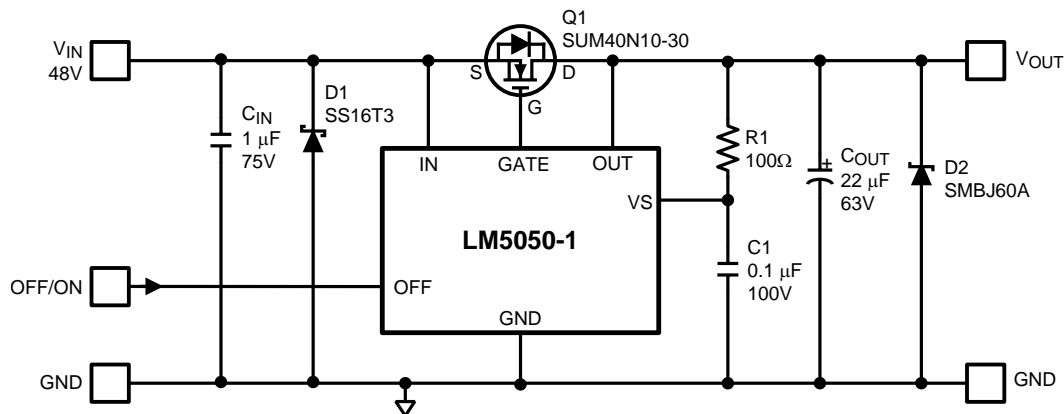 Q1
SUM40N10-30
VIN
48V
S
D
G
VOUT
D1
SS16T3
CIN
1 μF
75V
R1
100Ω
COUT
22 μF
63V
+
D2
SMBJ60A
IN
GATE
OUT
VS
LM5050-1
C1
0.1 μF
100V
OFF/ON
OFF
GND
GND
GND